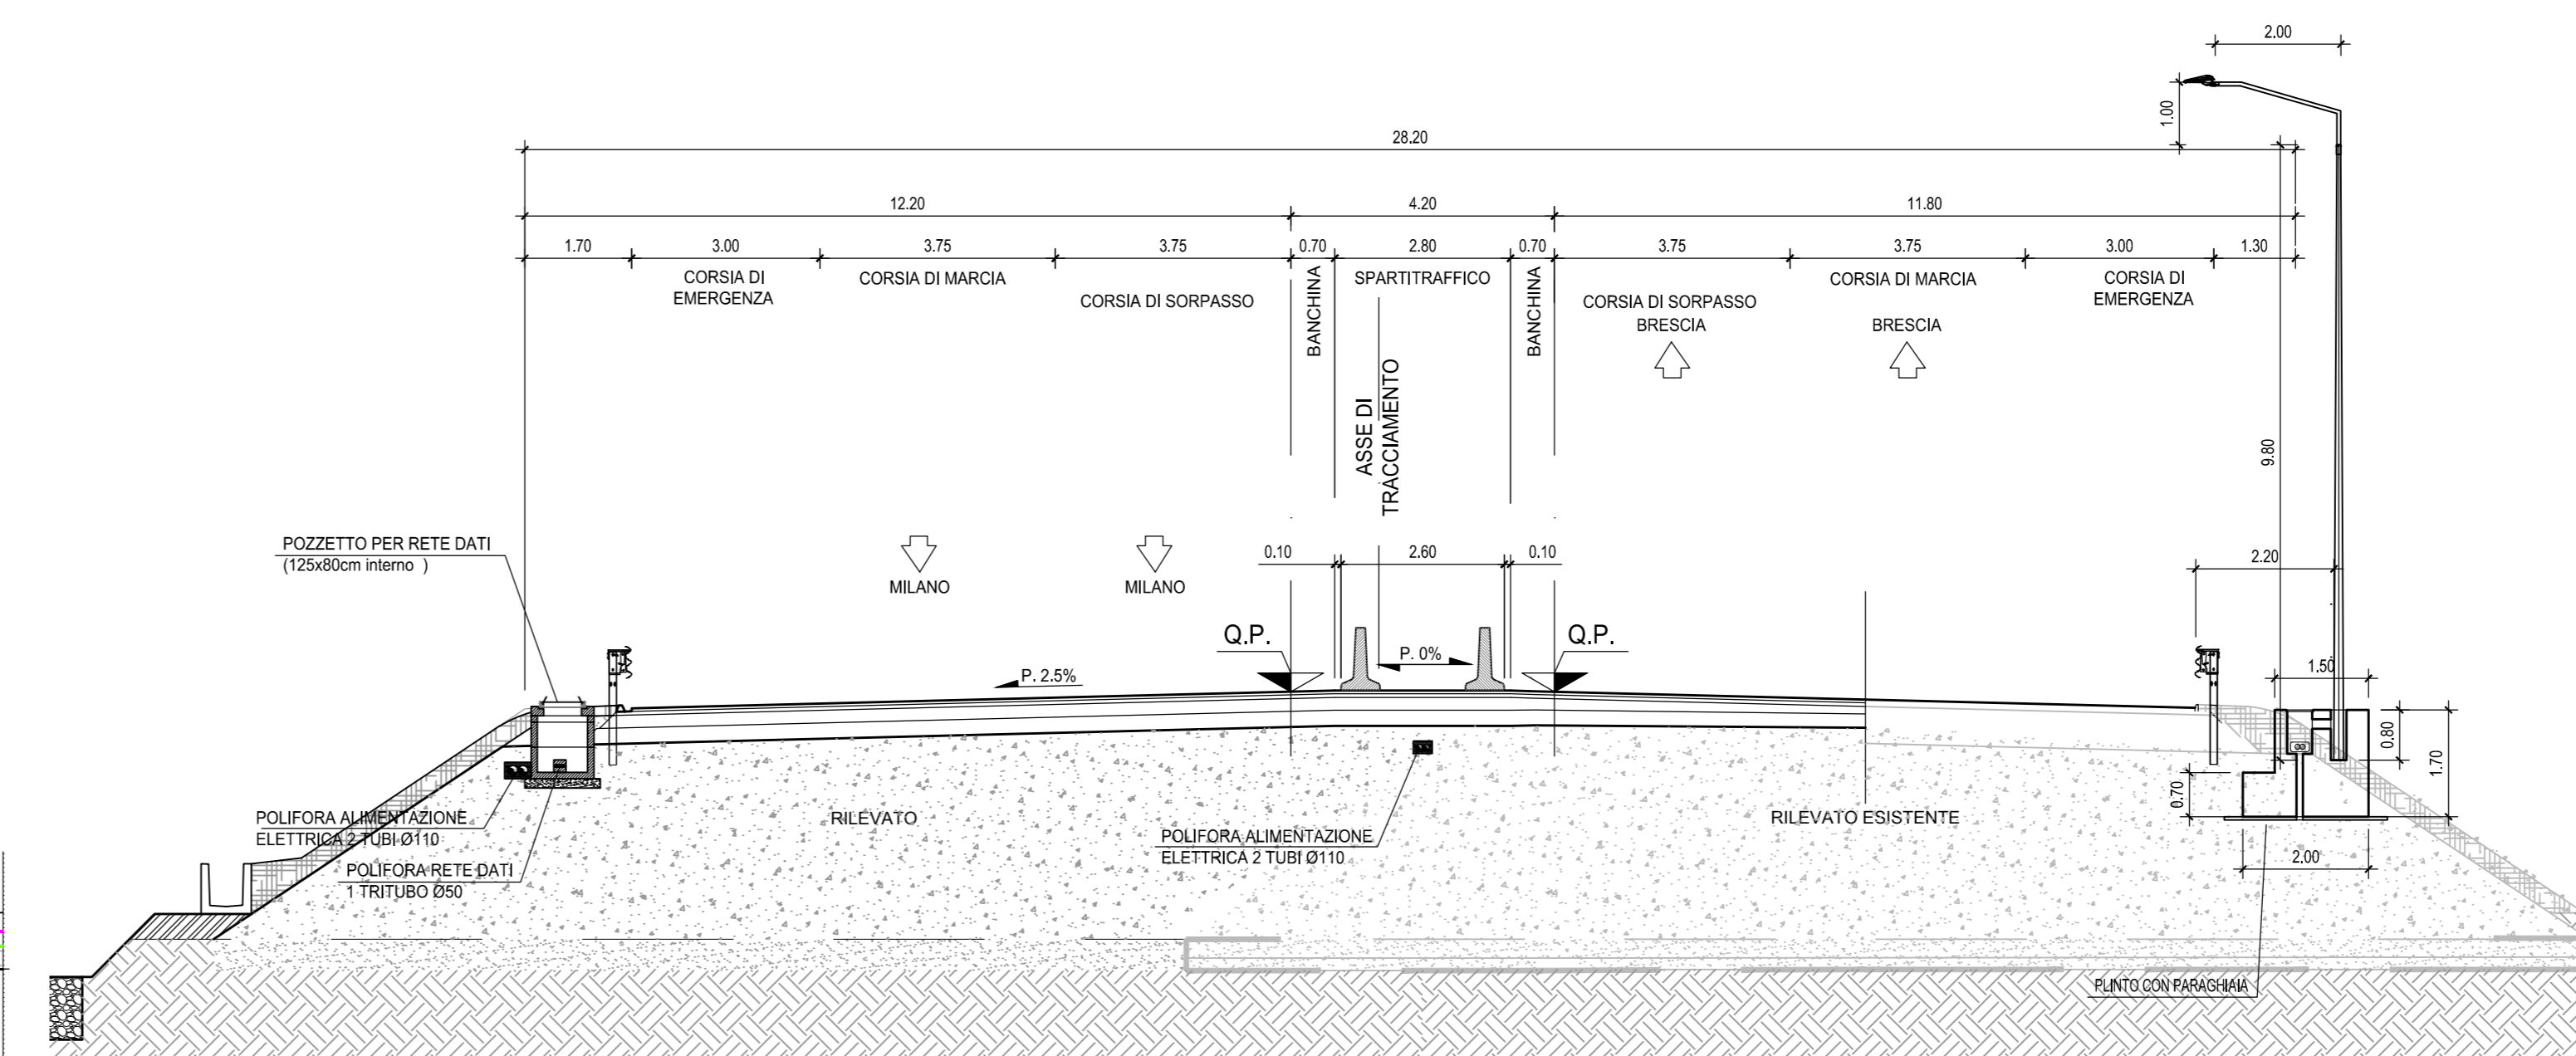 2.00
1.00
28.20
12.20
4.20
11.80
1.70
3.00
3.75
3.75
0.70
2.80
0.70
3.75
3.75
3.00
1.30
CORSIA DI
EMERGENZA
CORSIA DI MARCIA
CORSIA DI SORPASSO
BANCHINA
SPARTITRAFFICO
BANCHINA
CORSIA DI SORPASSO
BRESCIA
CORSIA DI MARCIA
BRESCIA
CORSIA DI
EMERGENZA
ASSE DI
TRACCIAMENTO
9.80
POZZETTO PER RETE DATI
(125x80cm interno )
MILANO
MILANO
0.10
2.60
0.10
2.20
Q.P.
Q.P.
P. 2.5%
P. 0%
1.50
0.80
1.70
0.70
2.00
POLIFORA ALIMENTAZIONE
ELETTRICA 2 TUBI Ø110
POLIFORA RETE DATI
1 TRITUBO Ø50
RILEVATO
POLIFORA ALIMENTAZIONE
ELETTRICA 2 TUBI Ø110
RILEVATO ESISTENTE
PLINTO CON PARAGHIAIA